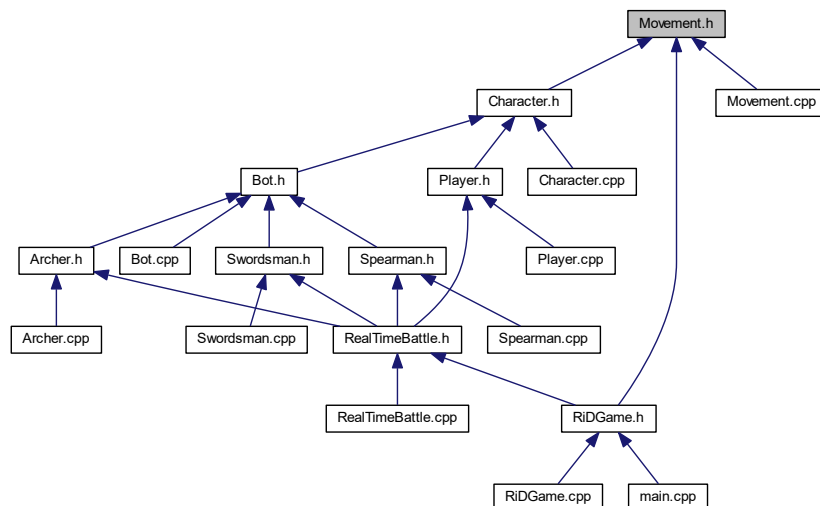 Movement.h
Character.h
Movement.cpp
Bot.h
Player.h
Character.cpp
Archer.h
Bot.cpp
Swordsman.h
Spearman.h
Player.cpp
Archer.cpp
Swordsman.cpp
RealTimeBattle.h
Spearman.cpp
RealTimeBattle.cpp
RiDGame.h
RiDGame.cpp
main.cpp